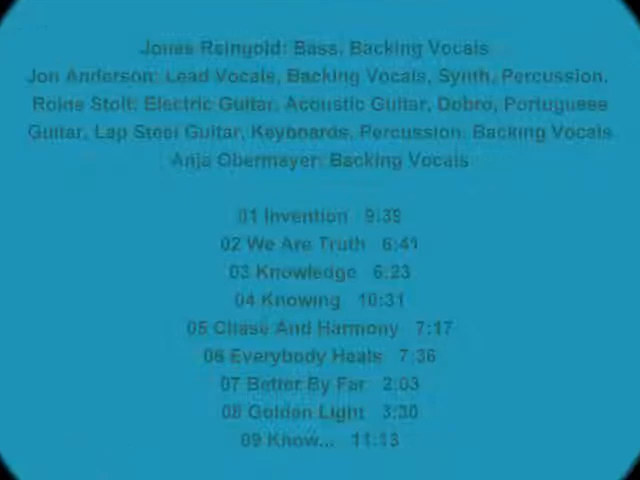 Jonas Reingold: Bass, Backing Vocals
Jon Anderson: Lead Vocals, Backing Vocals, Synth, Percussion.
Roine Stolt: Electric Guitar, Acoustic Guitar, Dobro, Portuguese
Guitar, Lap Steel Guitar, Keyboards, Percussion. Backing Vocals
Anja Obermayer: Backing Vocals
01 Invention 9:39
02 We Are Truth 6:41
03 Knowledge 6:23
04 Knowing 10:31
05 Chase And Harmony 7:17
06 Everybody Heals 7:36
07 Better By Far 2:03
08 Golden Light 3:30
09 Know... 11:13